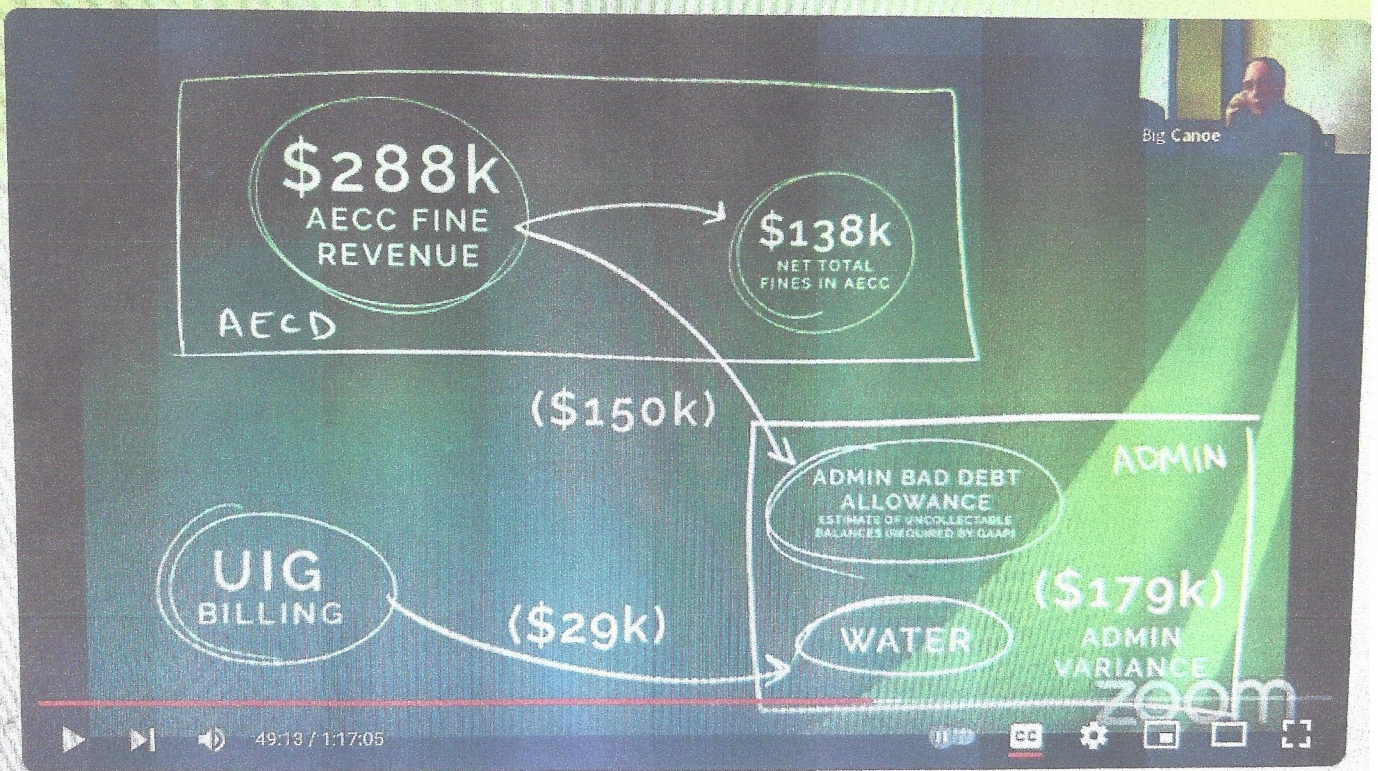 Big Canoe
$288k
AECC FINE
REVENUE
$138k
NET TOTAL
FINES IN AECC
AECD
($150k)
ADMIN
ADMIN BAD DEBT
ALLOWANCE
ESTIMATE OF UNCOLLECTABLE
BALANCES (REQUIRED BY GAAP)
UIG
BILLING
($29k)
WATER
($179k)
ADMIN
VARIANCE
zoom
49:13 / 1:17:05
CC